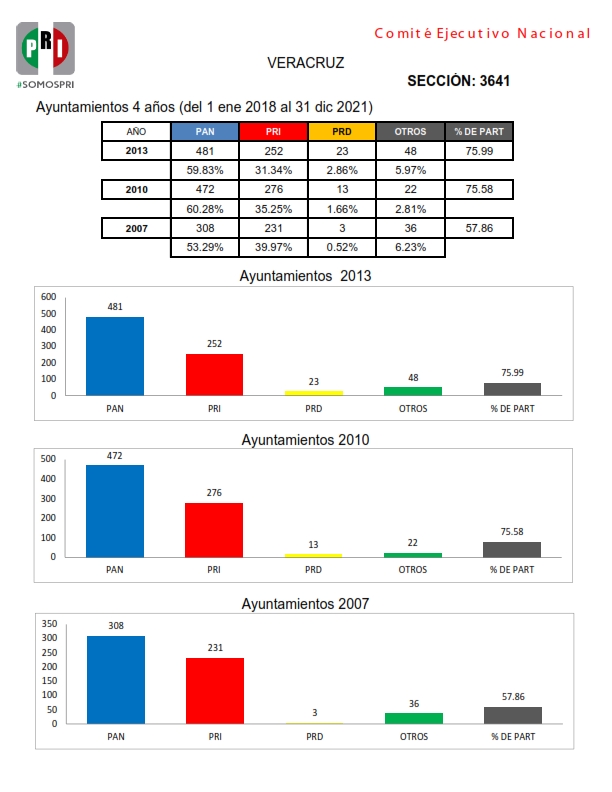 Comité Ejecutivo Nacional
PRI
#SOMOSPRI
VERACRUZ
SECCIÓN: 3641
Ayuntamientos 4 años (del 1 ene 2018 al 31 dic 2021)
AÑO PAN PRI PRD OTROS % DE PART
2013 481 252 23 48 75.99
59.83% 31.34% 2.86% 5.97%
2010 472 276 13 22 75.58
60.28% 35.25% 1.66% 2.81%
2007 308 231 3 36 57.86
53.29% 39.97% 0.52% 6.23%
Ayuntamientos 2013
600
500
400
300
200
100
0
481
252
23
48
75.99
PAN PRI PRD OTROS % DE PART
Ayuntamientos 2010
500
400
300
200
100
0
472
276
13
22
75.58
PAN PRI PRD OTROS % DE PART
Ayuntamientos 2007
350
300
250
200
150
100
50
0
308
231
3
36
57.86
PAN PRI PRD OTROS % DE PART